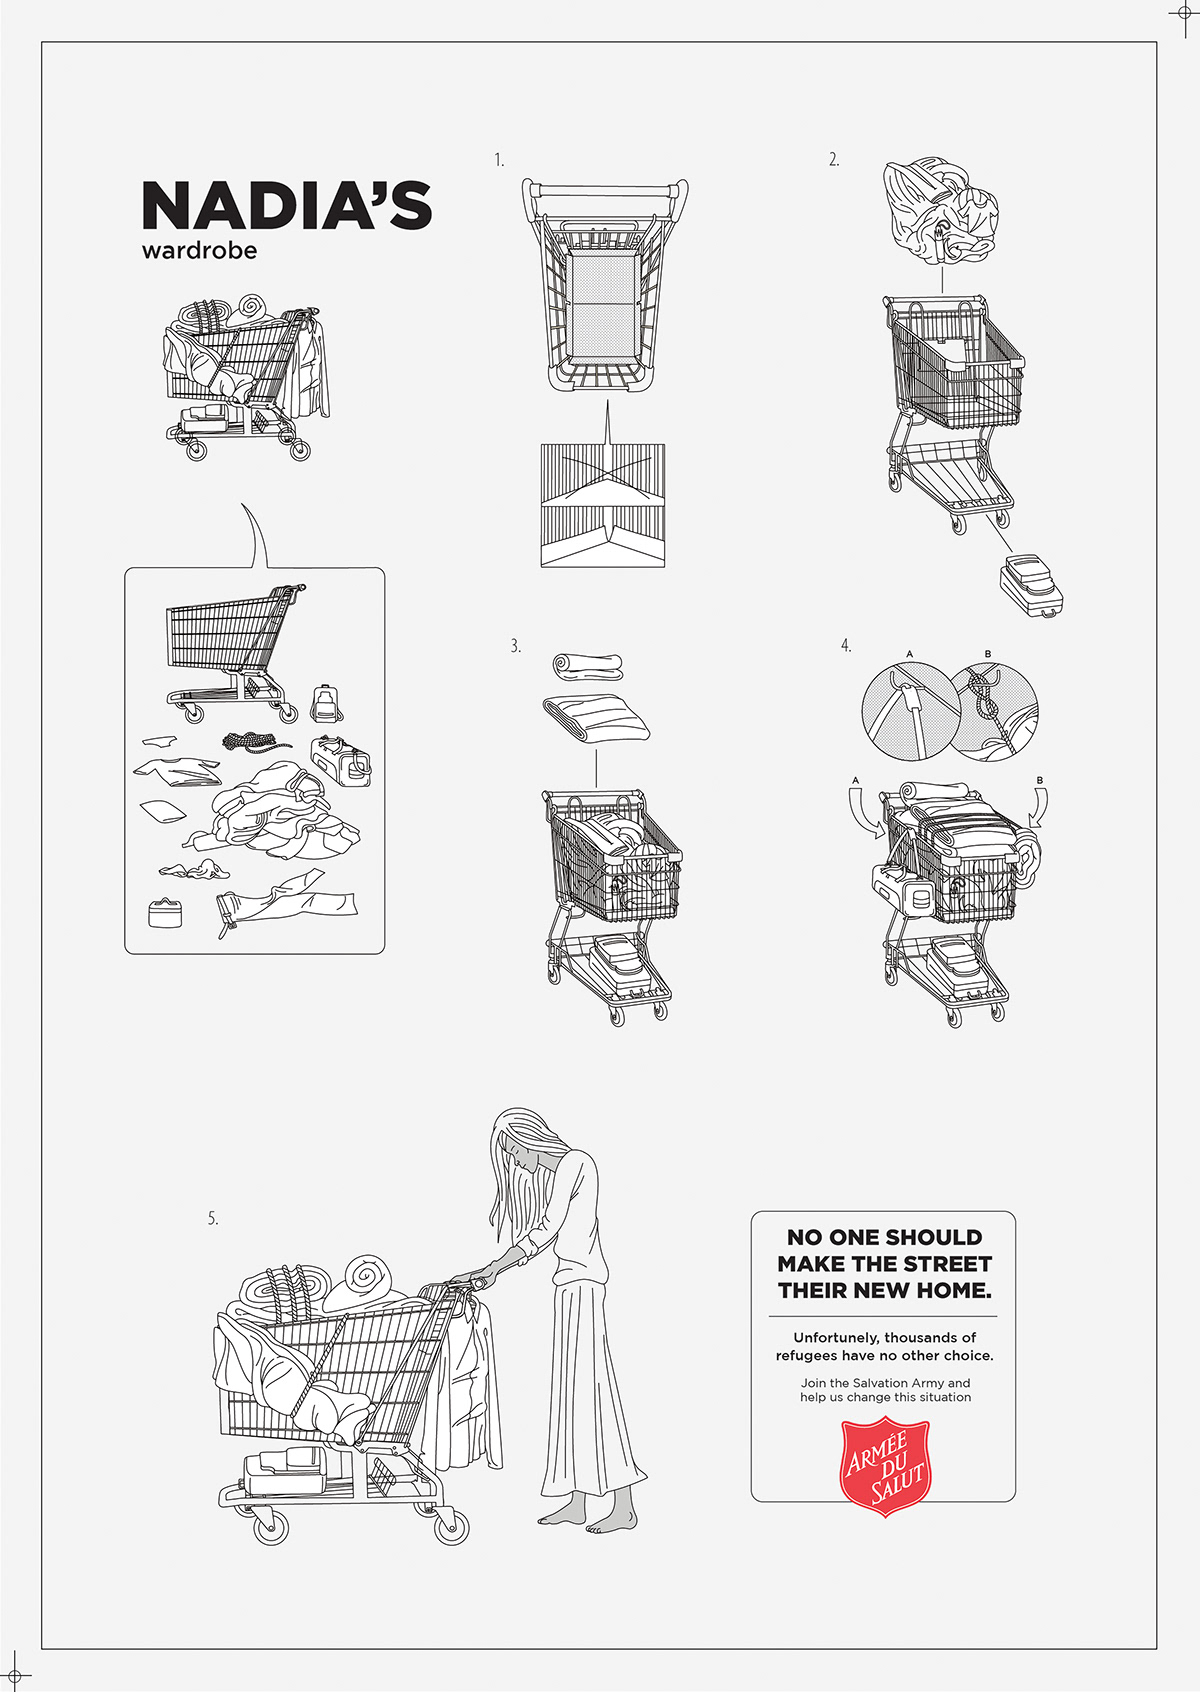 NADIA'S
wardrobe
1.
2.
3.
4.
A
B
A
B
5.
NO ONE SHOULD
MAKE THE STREET
THEIR NEW HOME.
Unfortunely, thousands of
refugees have no other choice.
Join the Salvation Army and
help us change this situation
ARMÉE
DU
SALUT